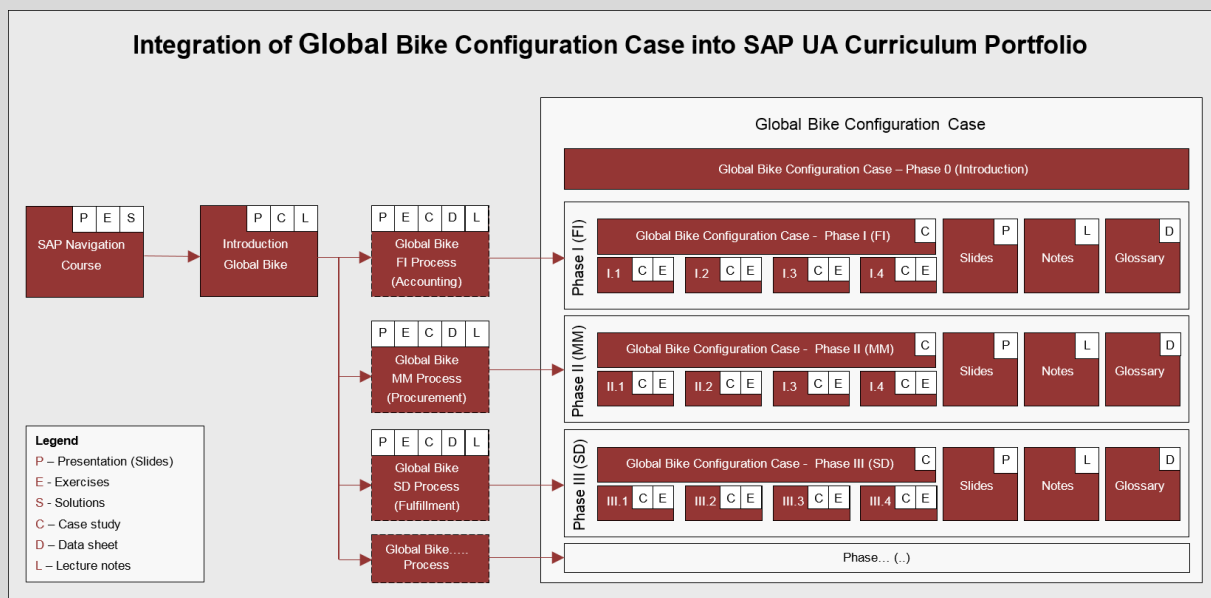 Integration of Global Bike Configuration Case into SAP UA Curriculum Portfolio
Global Bike Configuration Case
Global Bike Configuration Case – Phase 0 (Introduction)
P E S
SAP Navigation
Course
P C L
Introduction
Global Bike
P E C D L
Global Bike
FI Process
(Accounting)
Phase I (FI)
Global Bike Configuration Case - Phase I (FI)
C
I.1 C E
I.2 C E
I.3 C E
I.4 C E
P
Slides
L
Notes
D
Glossary
P E C D L
Global Bike
MM Process
(Procurement)
Phase II (MM)
Global Bike Configuration Case - Phase II (MM)
C
II.1 C E
II.2 C E
I.3 C E
I.4 C E
P
Slides
L
Notes
D
Glossary
P E C D L
Global Bike
SD Process
(Fulfillment)
Phase III (SD)
Global Bike Configuration Case - Phase III (SD)
C
III.1 C E
III.2 C E
III.3 C E
III.4 C E
P
Slides
L
Notes
D
Glossary
Global Bike.....
Process
Phase... (..)
Legend
P – Presentation (Slides)
E - Exercises
S - Solutions
C – Case study
D – Data sheet
L – Lecture notes